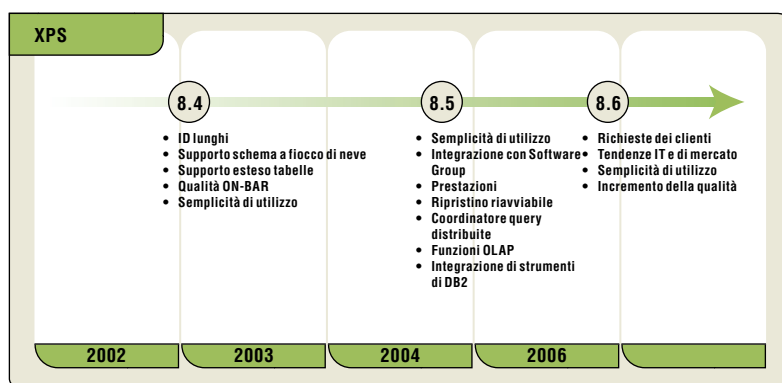 XPS
8.4
• ID lunghi
• Supporto schema a fiocco di neve
• Supporto esteso tabelle
• Qualità ON-BAR
• Semplicità di utilizzo
8.5
• Semplicità di utilizzo
• Integrazione con Software
Group
• Prestazioni
• Ripristino riavviabile
• Coordinatore query
distribuite
• Funzioni OLAP
• Integrazione di strumenti
di DB2
8.6
• Richieste dei clienti
• Tendenze IT e di mercato
• Semplicità di utilizzo
• Incremento della qualità
2002
2003
2004
2006